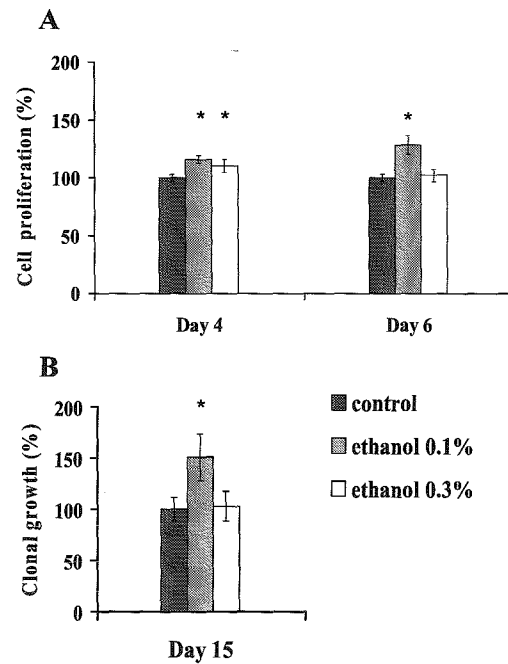 A
200
150
100
50
0
Cell proliferation (%)
* *
*
Day 4
Day 6
B
200
150
100
50
0
Clonal growth (%)
*
Day 15
control
ethanol 0.1%
ethanol 0.3%